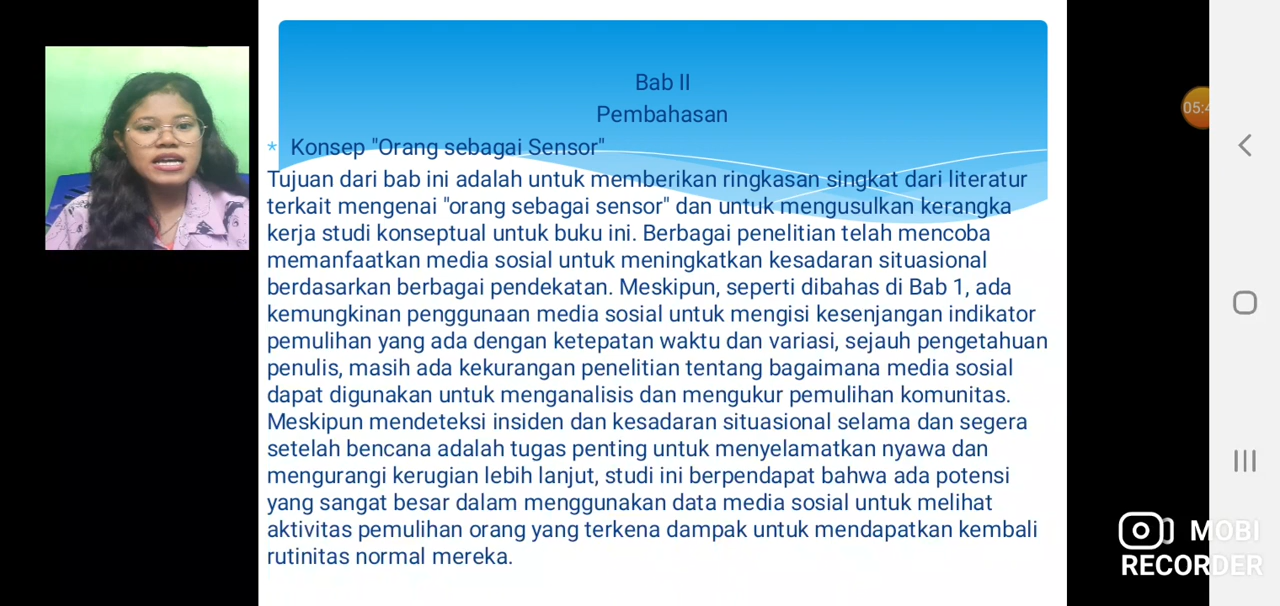 Bab II
Pembahasan
* Konsep "Orang sebagai Sensor"
Tujuan dari bab ini adalah untuk memberikan ringkasan singkat dari literatur
terkait mengenai "orang sebagai sensor" dan untuk mengusulkan kerangka
kerja studi konseptual untuk buku ini. Berbagai penelitian telah mencoba
memanfaatkan media sosial untuk meningkatkan kesadaran situasional
berdasarkan berbagai pendekatan. Meskipun, seperti dibahas di Bab 1, ada
kemungkinan penggunaan media sosial untuk mengisi kesenjangan indikator
pemulihan yang ada dengan ketepatan waktu dan variasi, sejauh pengetahuan
penulis, masih ada kekurangan penelitian tentang bagaimana media sosial
dapat digunakan untuk menganalisis dan mengukur pemulihan komunitas.
Meskipun mendeteksi insiden dan kesadaran situasional selama dan segera
setelah bencana adalah tugas penting untuk menyelamatkan nyawa dan
mengurangi kerugian lebih lanjut, studi ini berpendapat bahwa ada potensi
yang sangat besar dalam menggunakan data media sosial untuk melihat
aktivitas pemulihan orang yang terkena dampak untuk mendapatkan kembali
rutinitas normal mereka.
MOBI
RECORDER